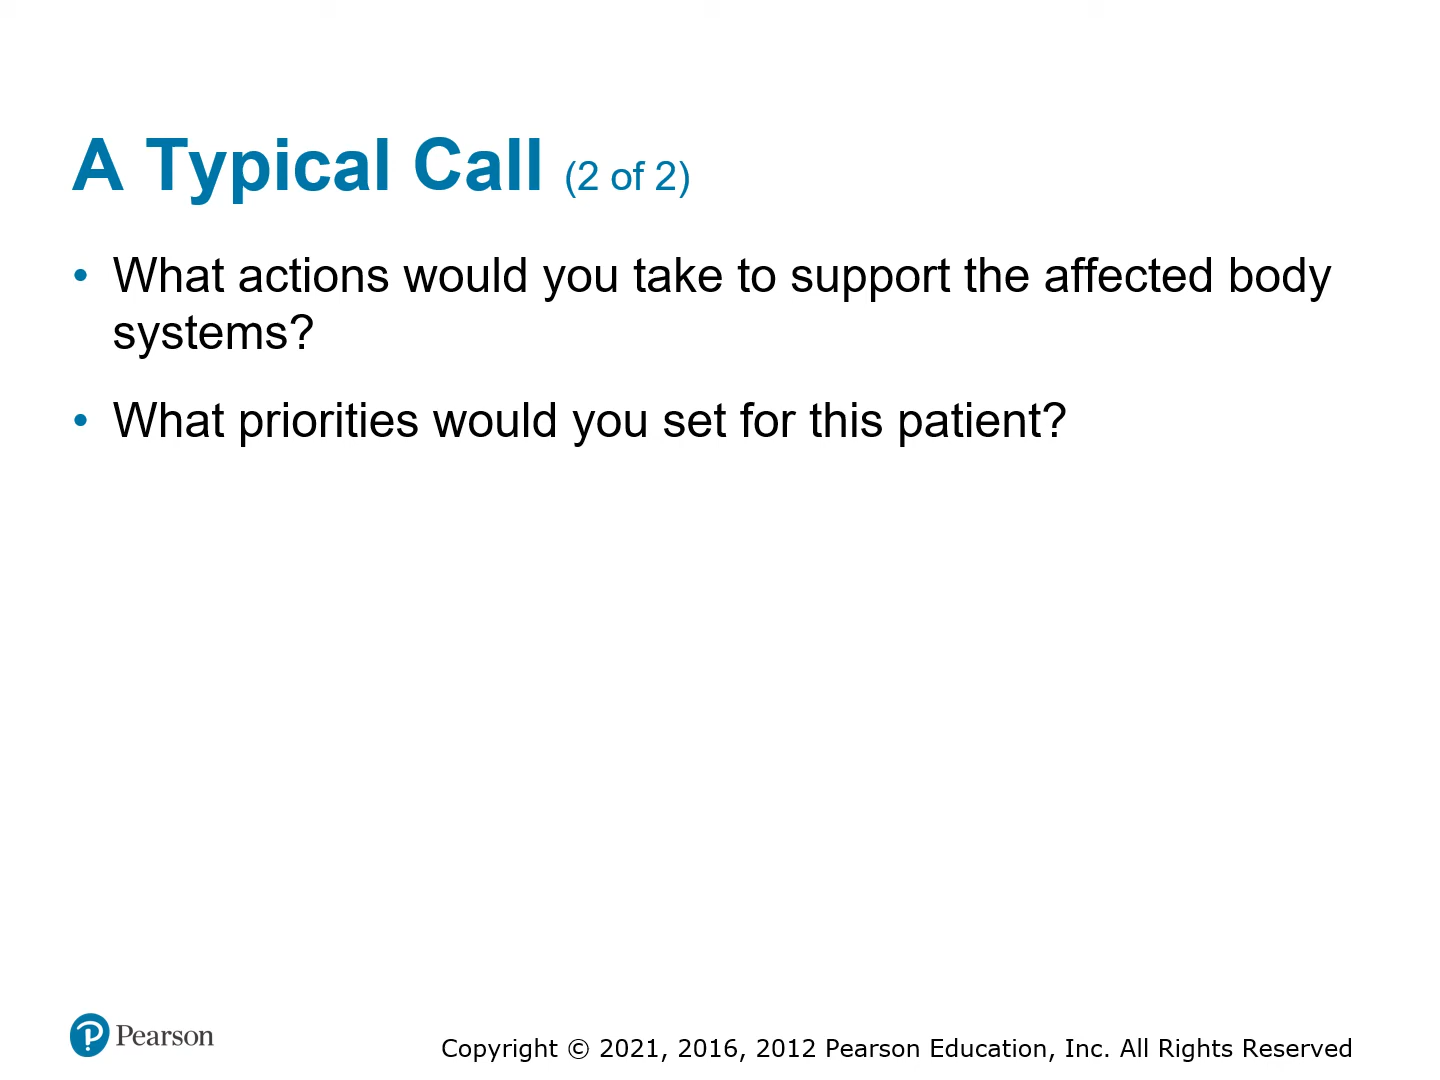 A Typical Call (2 of 2)
• What actions would you take to support the affected body
systems?
• What priorities would you set for this patient?
Pearson
Copyright © 2021, 2016, 2012 Pearson Education, Inc. All Rights Reserved